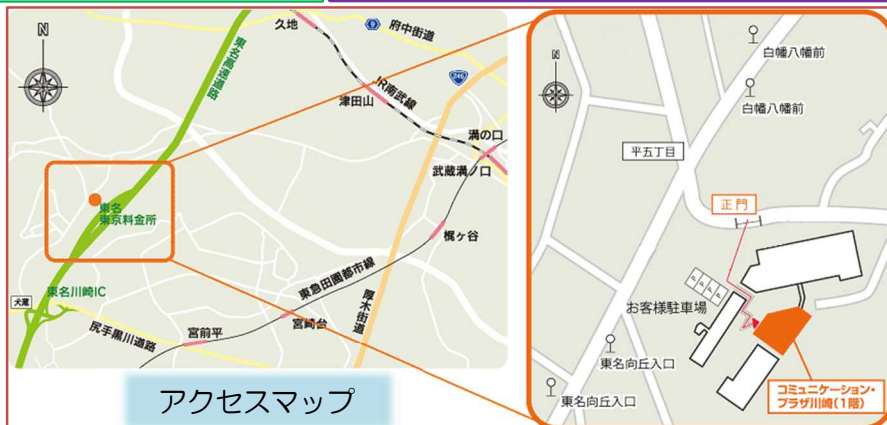 N
久地
府中街道
9
東名高速道路
JR南武線
246
津田山
溝の口
武蔵溝ノ口
東名
東京料金所
梶ヶ谷
東急田園都市線
東名川崎IC
犬蔵
宮崎台
厚木街道
宮前平
尻手黒川道路
アクセスマップ
N
白幡八幡前
白幡八幡前
平五丁目
正門
P P P P
お客様駐車場
東名向丘入口
東名向丘入口
コミュニケーション・
プラザ川崎(1階)